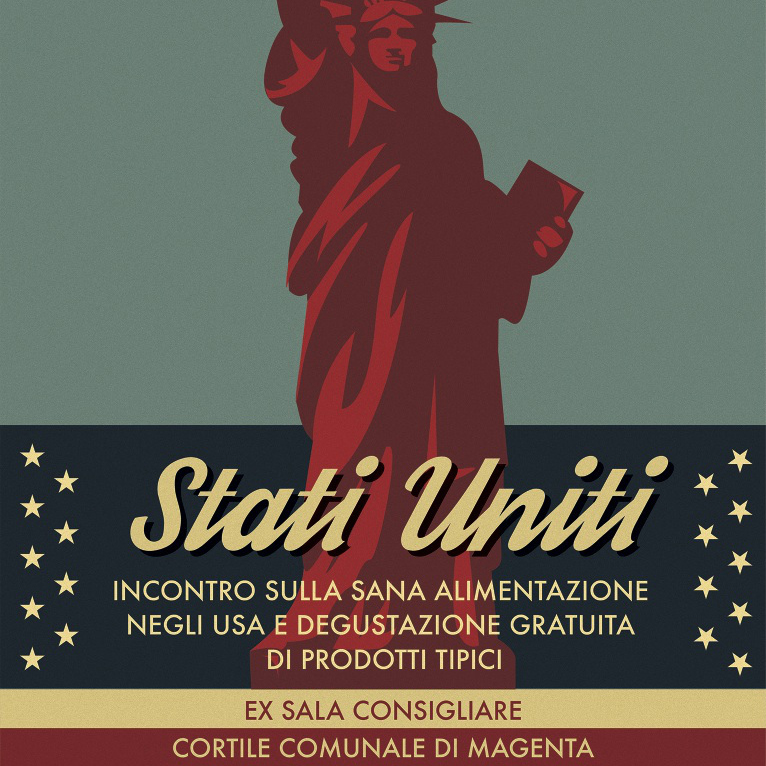 Stati Uniti
INCONTRO SULLA SANA ALIMENTAZIONE
NEGLI USA E DEGUSTAZIONE GRATUITA
DI PRODOTTI TIPICI
EX SALA CONSIGLIARE
CORTILE COMUNALE DI MAGENTA